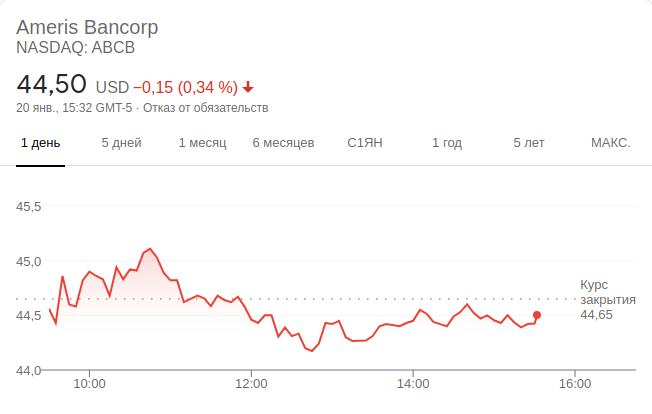 Ameris Bancorp
NASDAQ: ABCB
44,50 USD −0,15 (0,34 %)
20 янв., 15:32 GMT-5 · Отказ от обязательств
1 день 5 дней 1 месяц 6 месяцев С1ЯН 1 год 5 лет МАКС.
45,5
45,0
Курс
закрытия
44,65
44,5
44,0
10:00 12:00 14:00 16:00